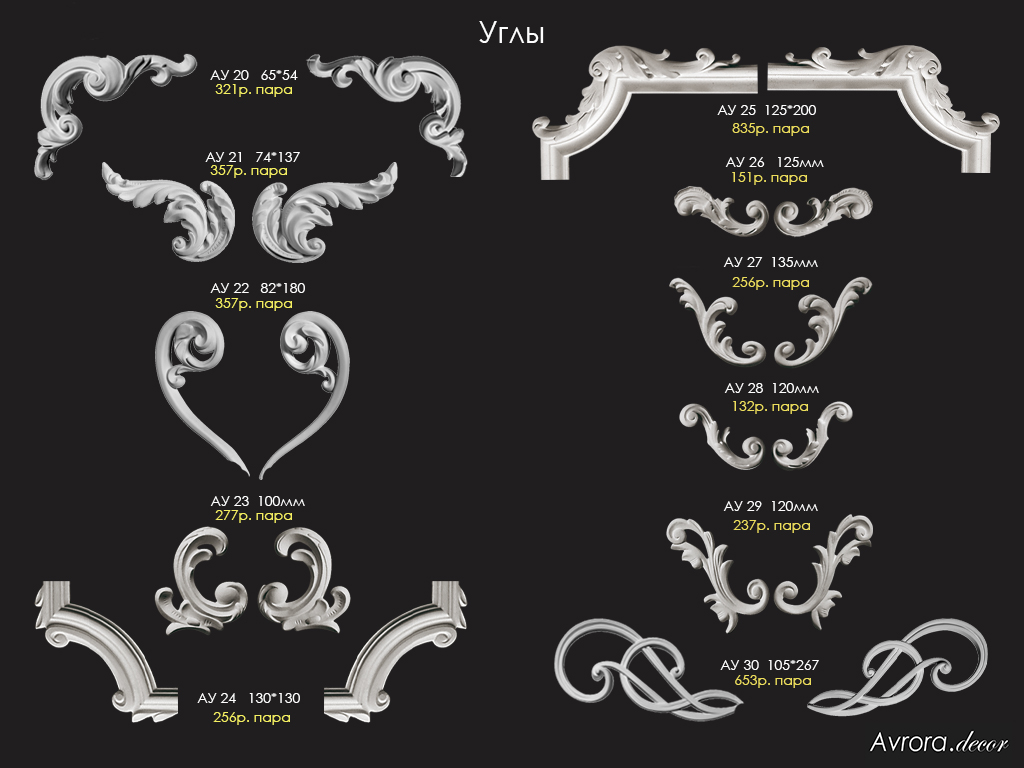 Углы
АУ 20 65*54
321р. пара
АУ 21 74*137
357р. пара
АУ 22 82*180
357р. пара
АУ 23 100мм
277р. пара
АУ 24 130*130
256р. пара
АУ 25 125*200
835р. пара
АУ 26 125мм
151р. пара
АУ 27 135мм
256р. пара
АУ 28 120мм
132р. пара
АУ 29 120мм
237р. пара
АУ 30 105*267
653р. пара
Avrora.decor